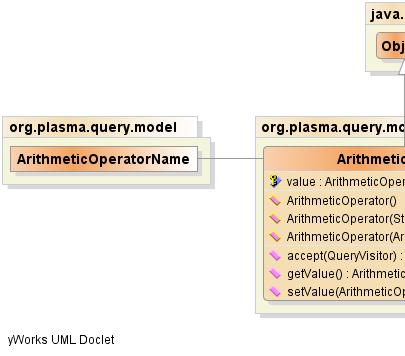 java.
Obj
org.plasma.query.model
ArithmeticOperatorName
org.plasma.query.mo
Arithmetic
value : ArithmeticOper
ArithmeticOperator()
ArithmeticOperator(St
ArithmeticOperator(Ar
accept(QueryVisitor) :
getValue() : Arithmeti
setValue(ArithmeticOp
yWorks UML Doclet